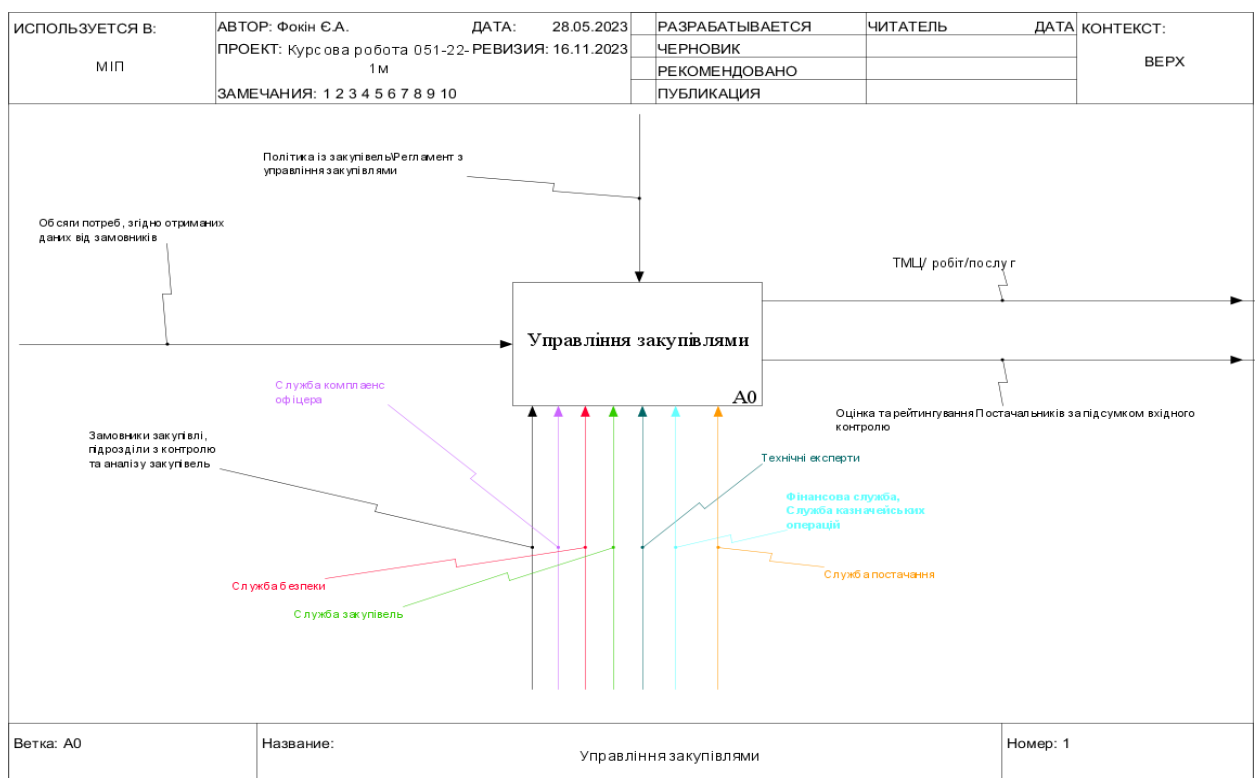 ИСПОЛЬЗУЕТСЯ В:
МІП
АВТОР: Фокін Є.А.
ДАТА: 28.05.2023
ПРОЕКТ: Курсова робота 051-22-
1м
РЕВИЗИЯ: 16.11.2023
ЗАМЕЧАНИЯ: 1 2 3 4 5 6 7 8 9 10
РАЗРАБАТЫВАЕТСЯ
ЧЕРНОВИК
РЕКОМЕНДОВАНО
ПУБЛИКАЦИЯ
ЧИТАТЕЛЬ
ДАТА
КОНТЕКСТ:
ВЕРХ
Політика із закупівель\Регламент з
управління закупівлями
Обсяги потреб, згідно отриманих
даних від замовників
ТМЦ/ робіт/послуг
Управління закупівлями
A0
Служба комплаенс
офіцера
Оцінка та рейтингування Постачальників за підсумком вхідного
контролю
Замовники закупівлі,
підрозділи з контролю
та аналізу закупівель
Технічні експерти
Фінансова служба,
Служба казначейських
операцій
Служба безпеки
Служба постачання
Служба закупівель
Ветка: A0
Название:
Управління закупівлями
Номер: 1